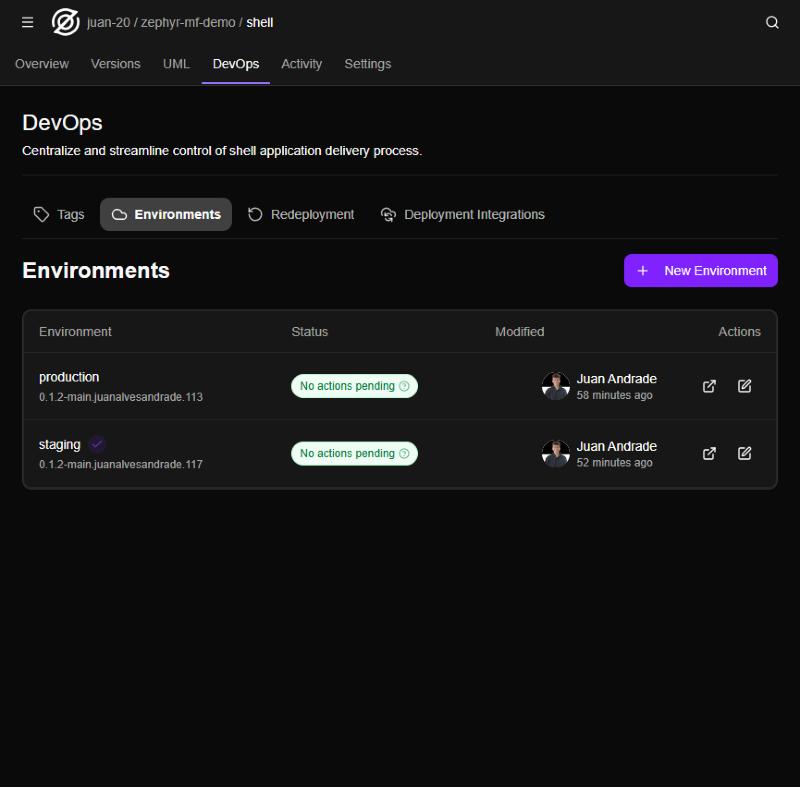 juan-20 / zephyr-mf-demo / shell
Overview Versions UML DevOps Activity Settings
DevOps
Centralize and streamline control of shell application delivery process.
Tags Environments Redeployment Deployment Integrations
Environments
+ New Environment
Environment Status Modified Actions
production
0.1.2-main.juanalvesandrade.113
No actions pending
Juan Andrade
58 minutes ago
staging
0.1.2-main.juanalvesandrade.117
No actions pending
Juan Andrade
52 minutes ago